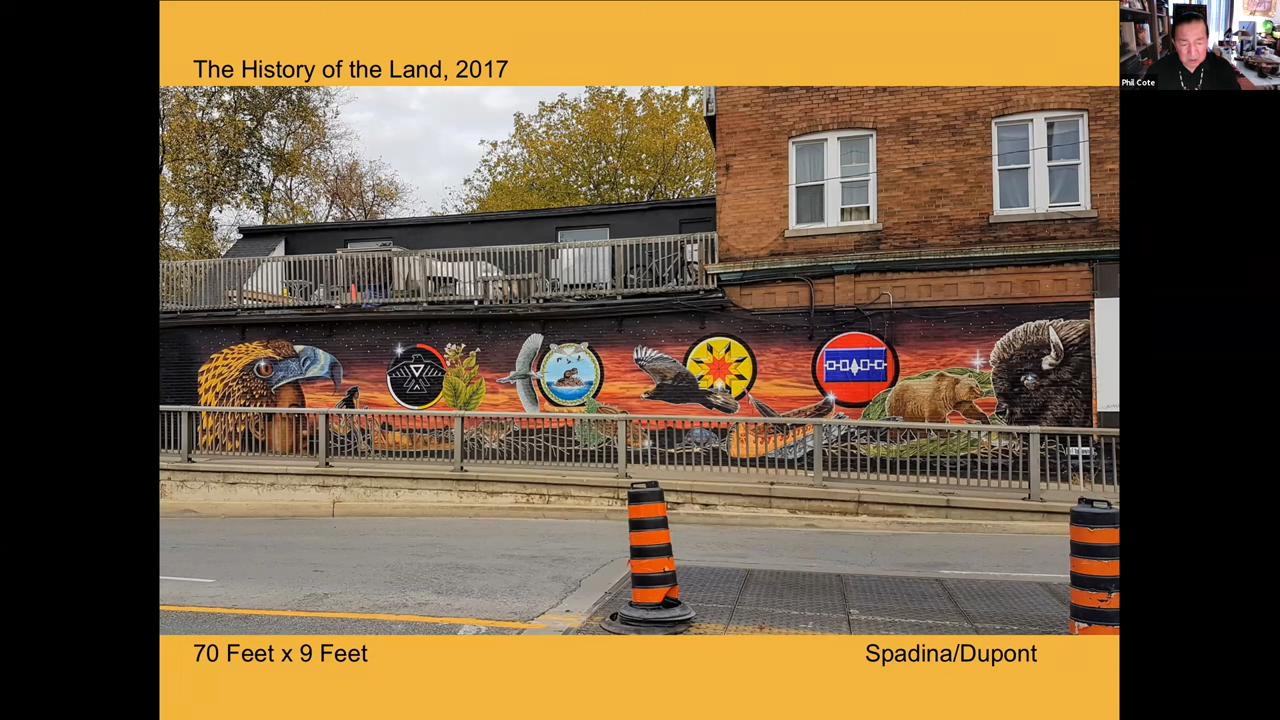 The History of the Land, 2017
Phil Cote
70 Feet x 9 Feet
Spadina/Dupont